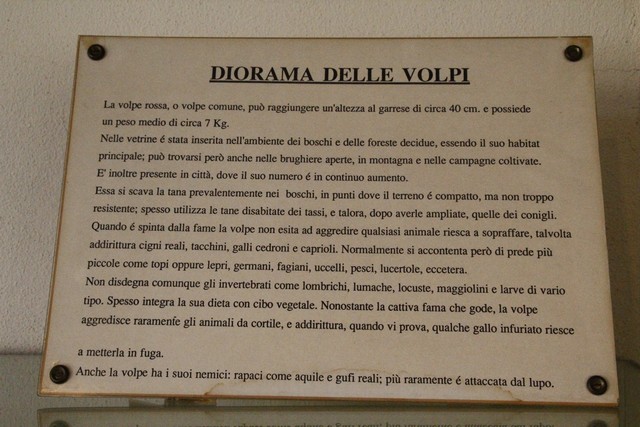 DIORAMA DELLE VOLPI
La volpe rossa, o volpe comune, può raggiungere un'altezza al garrese di circa 40 cm. e possiede
un peso medio di circa 7 Kg.
Nelle vetrine é stata inserita nell'ambiente dei boschi e delle foreste decidue, essendo il suo habitat
principale; può trovarsi però anche nelle brughiere aperte, in montagna e nelle campagne coltivate.
E' inoltre presente in città, dove il suo numero é in continuo aumento.
Essa si scava la tana prevalentemente nei boschi, in punti dove il terreno é compatto, ma non troppo
resistente; spesso utilizza le tane disabitate dei tassi, e talora, dopo averle ampliate, quelle dei conigli.
Quando é spinta dalla fame la volpe non esita ad aggredire qualsiasi animale riesca a sopraffare, talvolta
addirittura cigni reali, tacchini, galli cedroni e caprioli. Normalmente si accontenta però di prede più
piccole come topi oppure lepri, germani, fagiani, uccelli, pesci, lucertole, eccetera.
Non disdegna comunque gli invertebrati come lombrichi, lumache, locuste, maggiolini e larve di vario
tipo. Spesso integra la sua dieta con cibo vegetale. Nonostante la cattiva fama che gode, la volpe
aggredisce raramente gli animali da cortile, e addirittura, quando vi prova, qualche gallo infuriato riesce
a metterla in fuga.
Anche la volpe ha i suoi nemici: rapaci come aquile e gufi reali; più raramente é attaccata dal lupo.